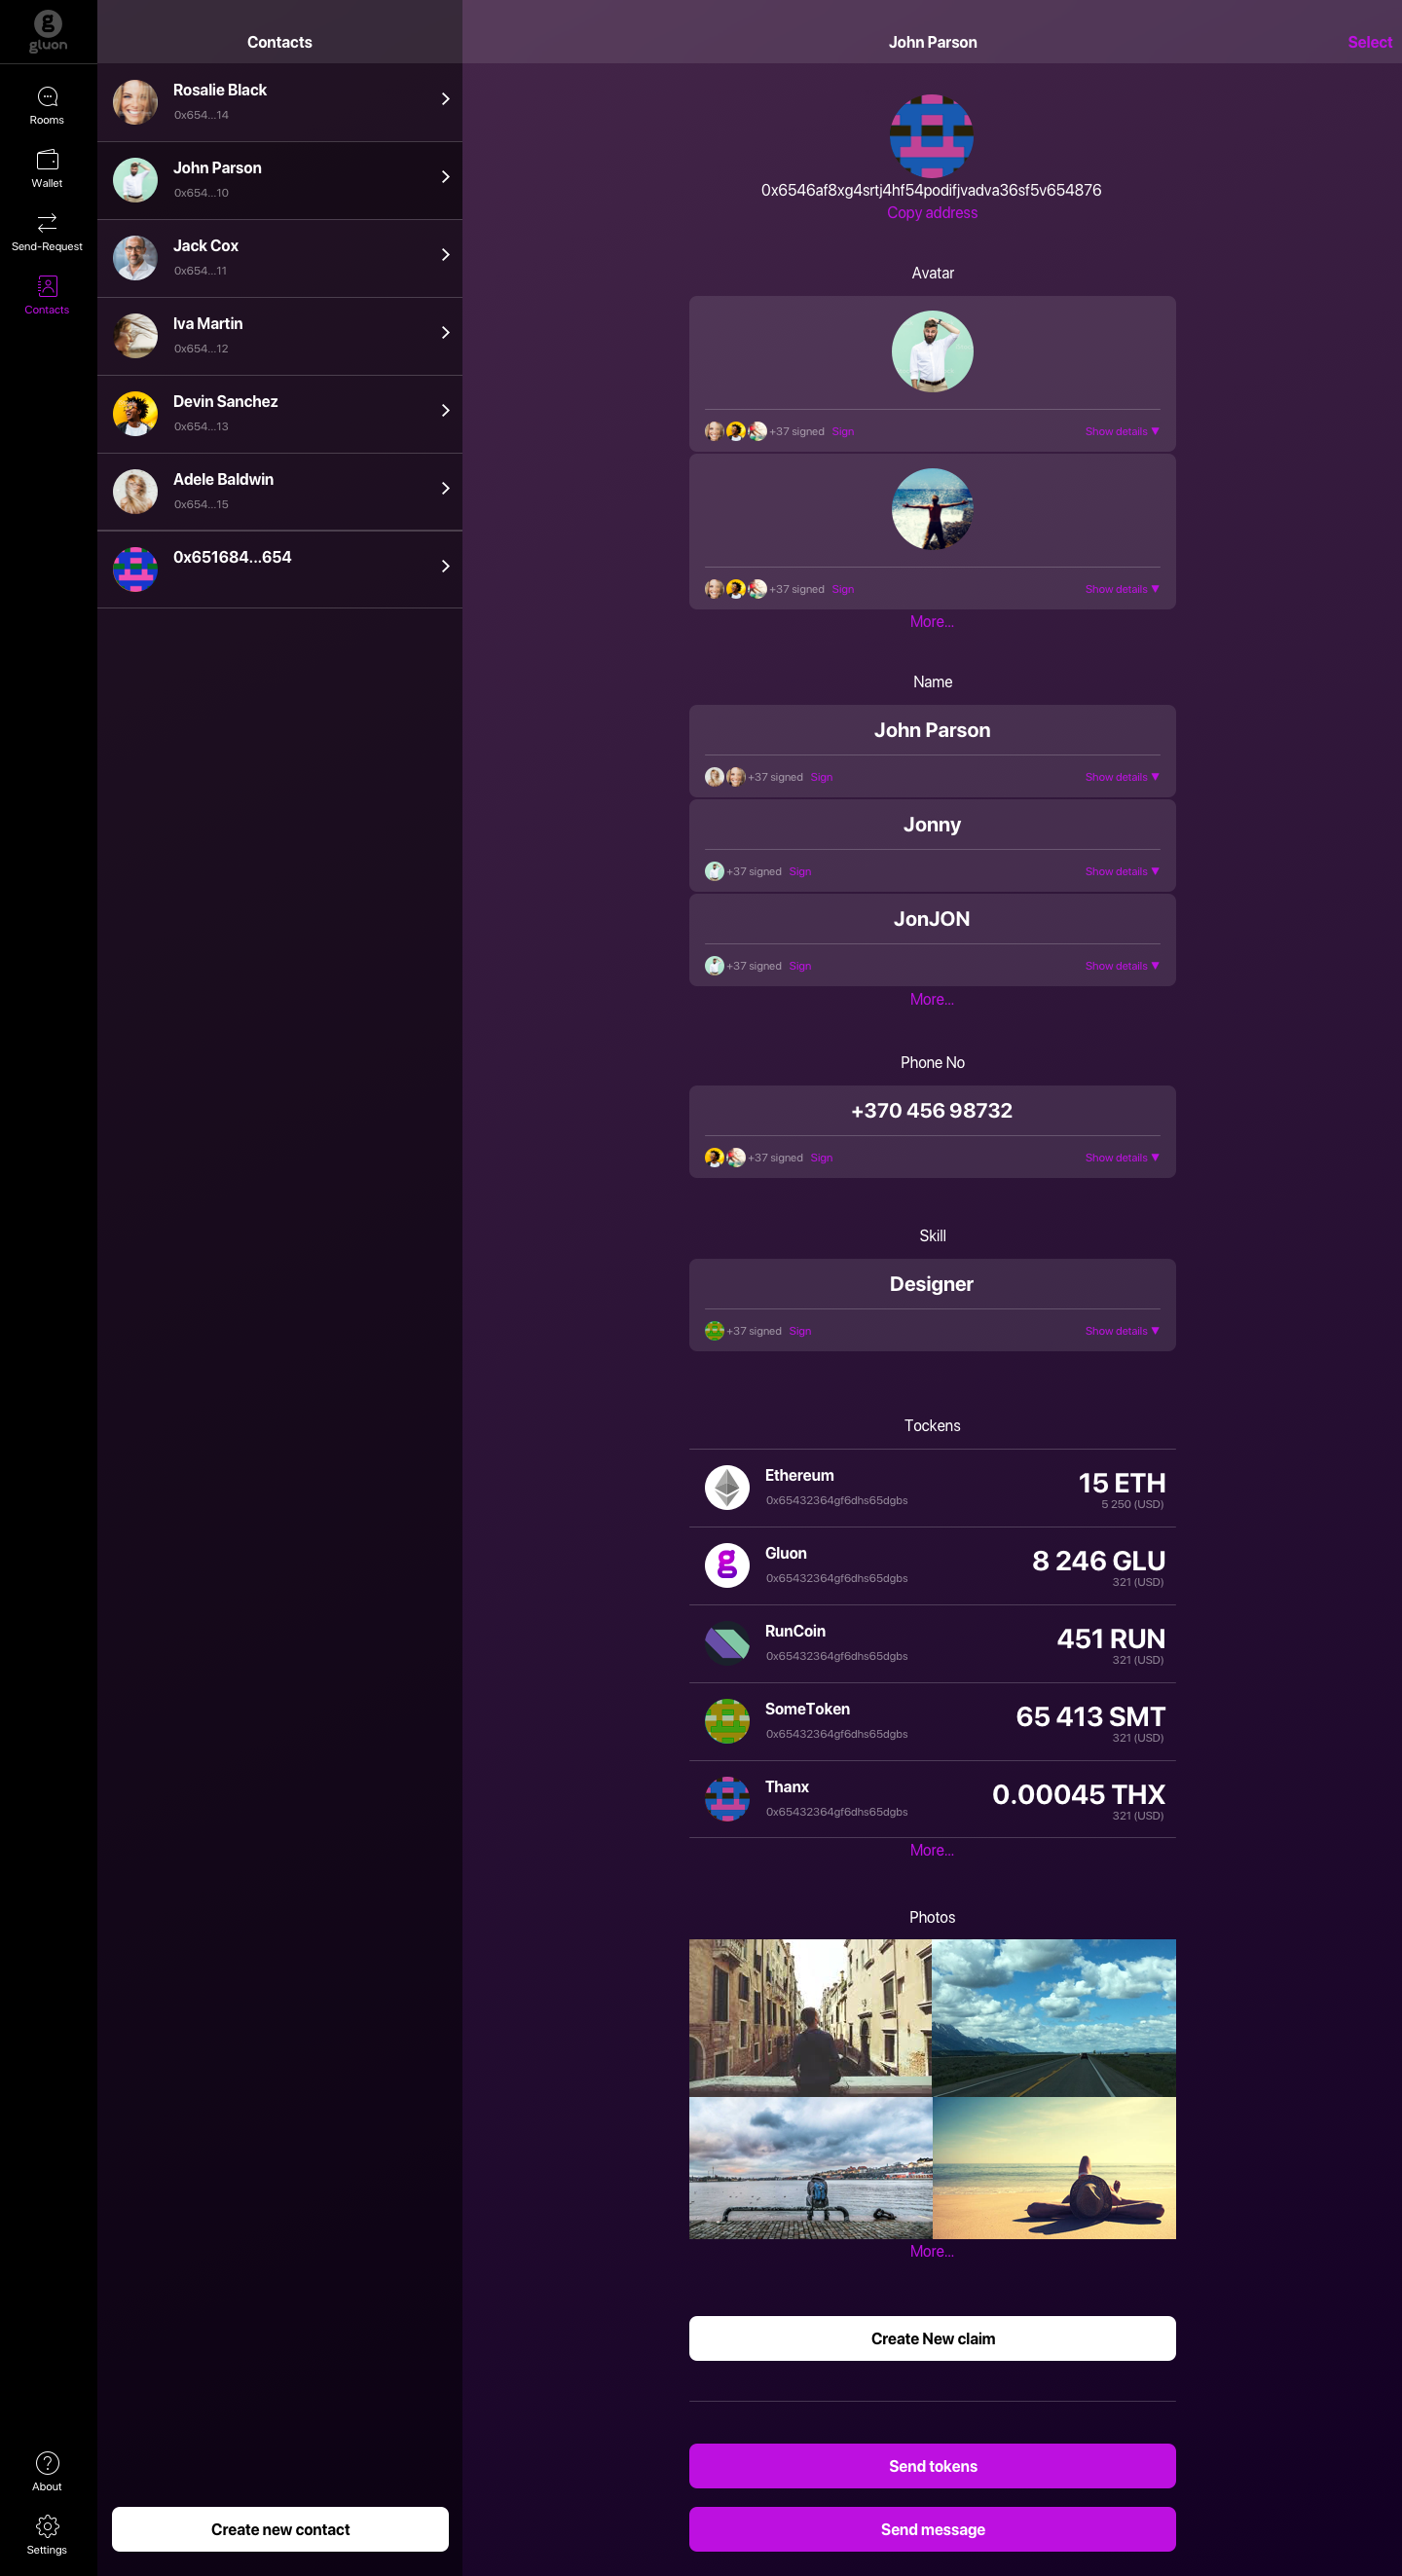 gluon
Rooms
Wallet
Send-Request
Contacts
About
Settings
Contacts
Rosalie Black
0x654...14
John Parson
0x654...10
Jack Cox
0x654...11
Iva Martin
0x654...12
Devin Sanchez
0x654...13
Adele Baldwin
0x654...15
0x651684...654
Create new contact
John Parson
Select
0x6546af8xg4srtj4hf54podifjvadva36sf5v654876
Copy address
Avatar
+37 signed Sign Show details ▼
+37 signed Sign Show details ▼
More...
Name
John Parson
+37 signed Sign Show details ▼
Jonny
+37 signed Sign Show details ▼
JonJON
+37 signed Sign Show details ▼
More...
Phone No
+370 456 98732
+37 signed Sign Show details ▼
Skill
Designer
+37 signed Sign Show details ▼
Tockens
Ethereum 15 ETH
0x65432364gf6dhs65dgbs 5 250 (USD)
Gluon 8 246 GLU
0x65432364gf6dhs65dgbs 321 (USD)
RunCoin 451 RUN
0x65432364gf6dhs65dgbs 321 (USD)
SomeToken 65 413 SMT
0x65432364gf6dhs65dgbs 321 (USD)
Thanx 0.00045 THX
0x65432364gf6dhs65dgbs 321 (USD)
More...
Photos
More...
Create New claim
Send tokens
Send message